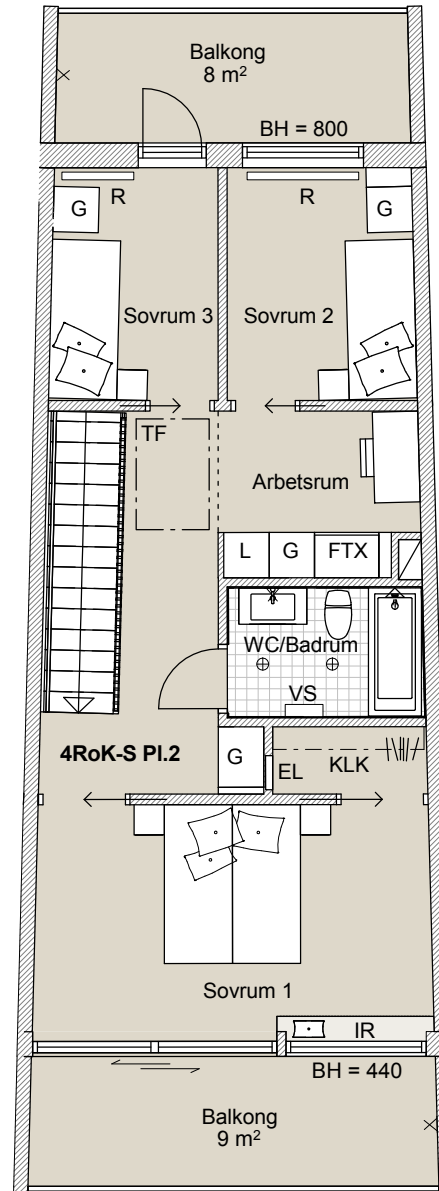 Balkong
8 m²
BH = 800
R
R
G
G
Sovrum 3
Sovrum 2
TF
Arbetsrum
L
G
FTX
WC/Badrum
VS
4RoK-S Pl.2
G
EL
KLK
Sovrum 1
IR
BH = 440
Balkong
9 m²